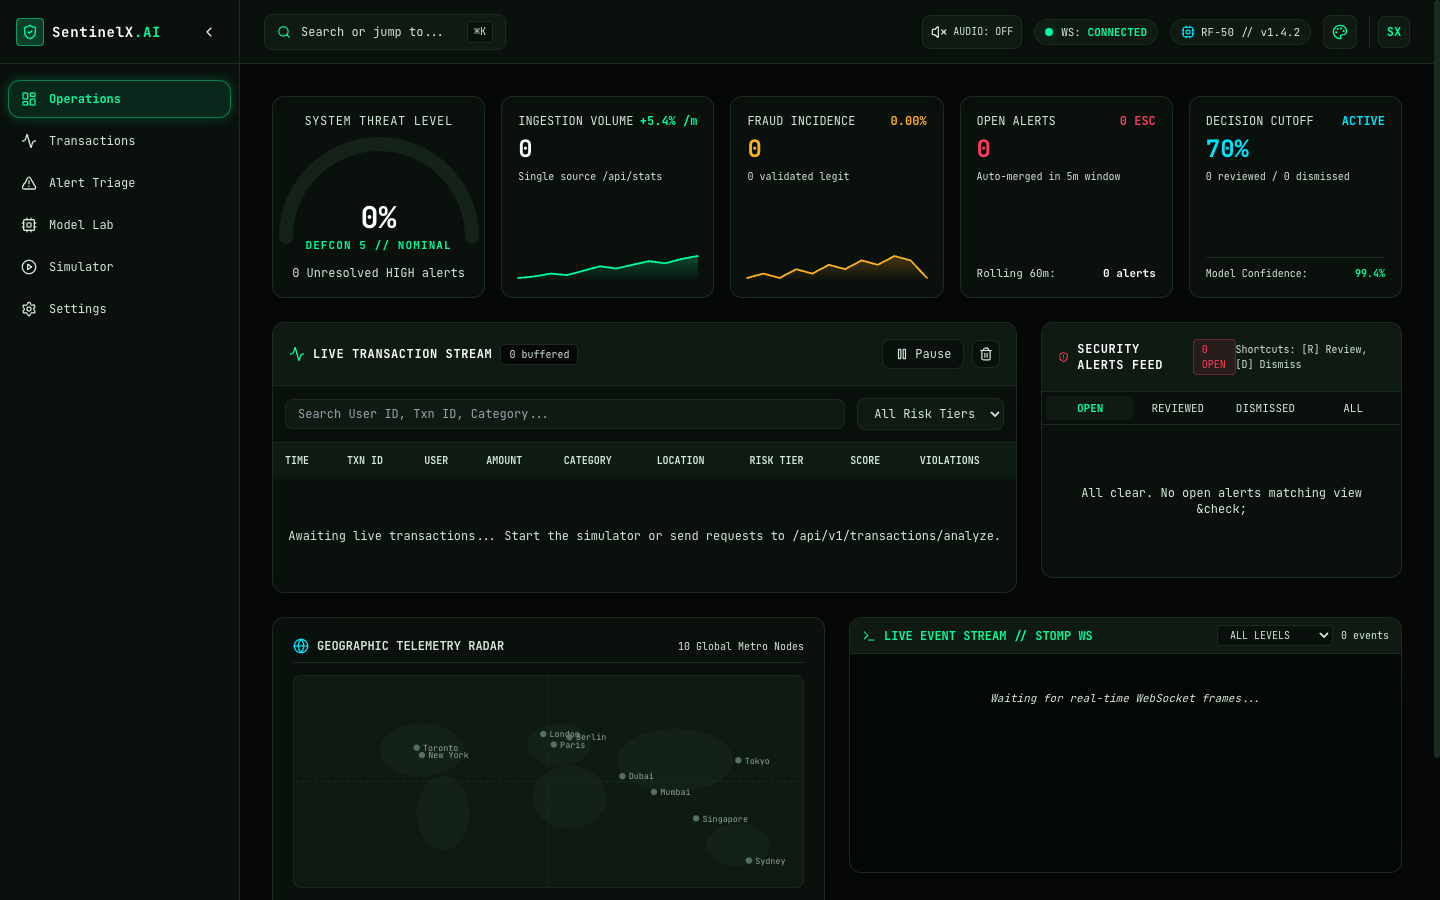 SentinelX.AI
Search or jump to...
⌘K
AUDIO: OFF
WS: CONNECTED
RF-50 // v1.4.2
SX
Operations
Transactions
Alert Triage
Model Lab
Simulator
Settings
SYSTEM THREAT LEVEL
0%
DEFCON 5 // NOMINAL
0 Unresolved HIGH alerts
INGESTION VOLUME +5.4% /m
0
Single source /api/stats
FRAUD INCIDENCE 0.00%
0
0 validated legit
OPEN ALERTS 0 ESC
0
Auto-merged in 5m window
Rolling 60m: 0 alerts
DECISION CUTOFF ACTIVE
70%
0 reviewed / 0 dismissed
Model Confidence: 99.4%
LIVE TRANSACTION STREAM 0 buffered
Pause
Search User ID, Txn ID, Category...
All Risk Tiers
TIME TXN ID USER AMOUNT CATEGORY LOCATION RISK TIER SCORE VIOLATIONS
Awaiting live transactions... Start the simulator or send requests to /api/v1/transactions/analyze.
SECURITY
ALERTS FEED
0
OPEN
Shortcuts: [R] Review,
[D] Dismiss
OPEN REVIEWED DISMISSED ALL
All clear. No open alerts matching view
&check;
GEOGRAPHIC TELEMETRY RADAR
10 Global Metro Nodes
London
Berlin
Paris
Toronto
New York
Tokyo
Dubai
Mumbai
Singapore
Sydney
LIVE EVENT STREAM // STOMP WS
ALL LEVELS
0 events
Waiting for real-time WebSocket frames...